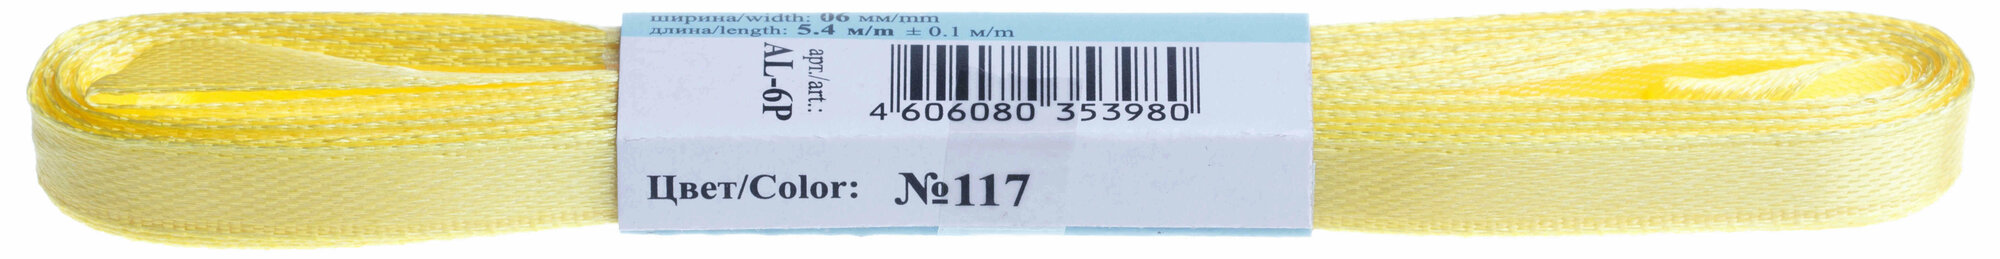 ширина/width: 06 мм/mm
длина/length: 5.4 м/m ± 0.1 м/m
арт./art.:
AL-6P
4 606080 353980
Цвет/Color: №117